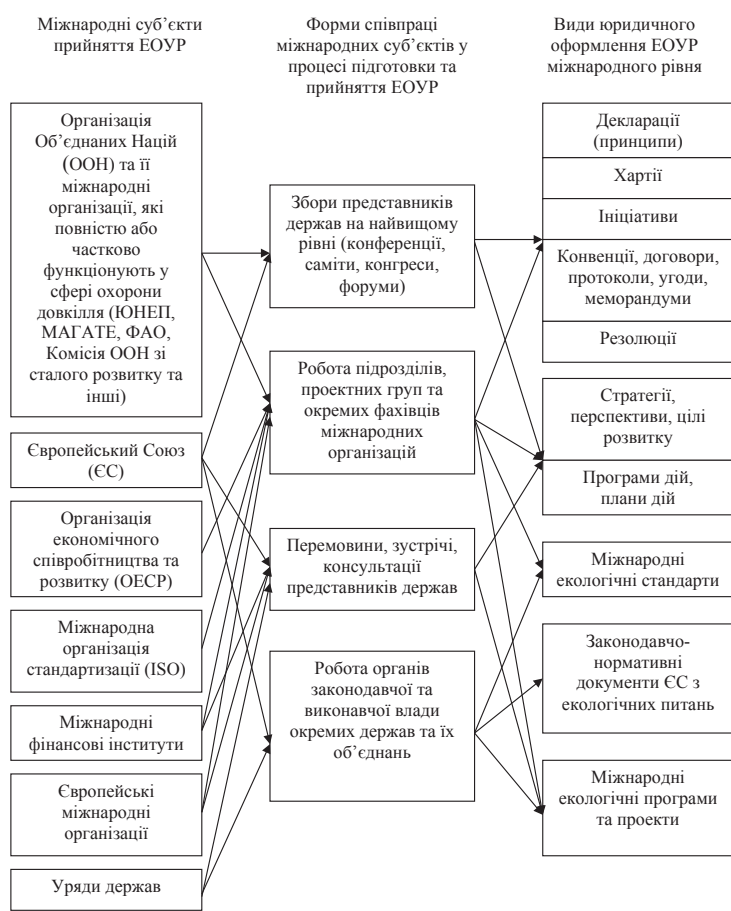 Міжнародні суб’єкти
прийняття ЕОУР
Організація
Об’єднаних Націй
(ООН) та її
міжнародні
організації, які
повністю або
частково
функціонують у
сфері охорони
довкілля (ЮНЕП,
МАГАТЕ, ФАО,
Комісія ООН зі
сталого розвитку та
інші)
Європейський Союз
(ЄС)
Організація
економічного
співробітництва та
розвитку (ОЕСР)
Міжнародна
організація
стандартизації (ISO)
Міжнародні
фінансові інститути
Європейські
міжнародні
організації
Уряди держав
Форми співпраці
міжнародних суб’єктів у
процесі підготовки та
прийняття ЕОУР
Збори представників
держав на найвищому
рівні (конференції,
саміти, конгреси,
форуми)
Робота підрозділів,
проектних груп та
окремих фахівців
міжнародних
організацій
Перемовини, зустрічі,
консультації
представників держав
Робота органів
законодавчої та
виконавчої влади
окремих держав та їх
об’єднань
Види юридичного
оформлення ЕОУР
міжнародного рівня
Декларації
(принципи)
Хартії
Ініціативи
Конвенції, договори,
протоколи, угоди,
меморандуми
Резолюції
Стратегії,
перспективи, цілі
розвитку
Програми дій,
плани дій
Міжнародні
екологічні стандарти
Законодавчо-
нормативні
документи ЄС з
екологічних питань
Міжнародні
екологічні програми
та проекти